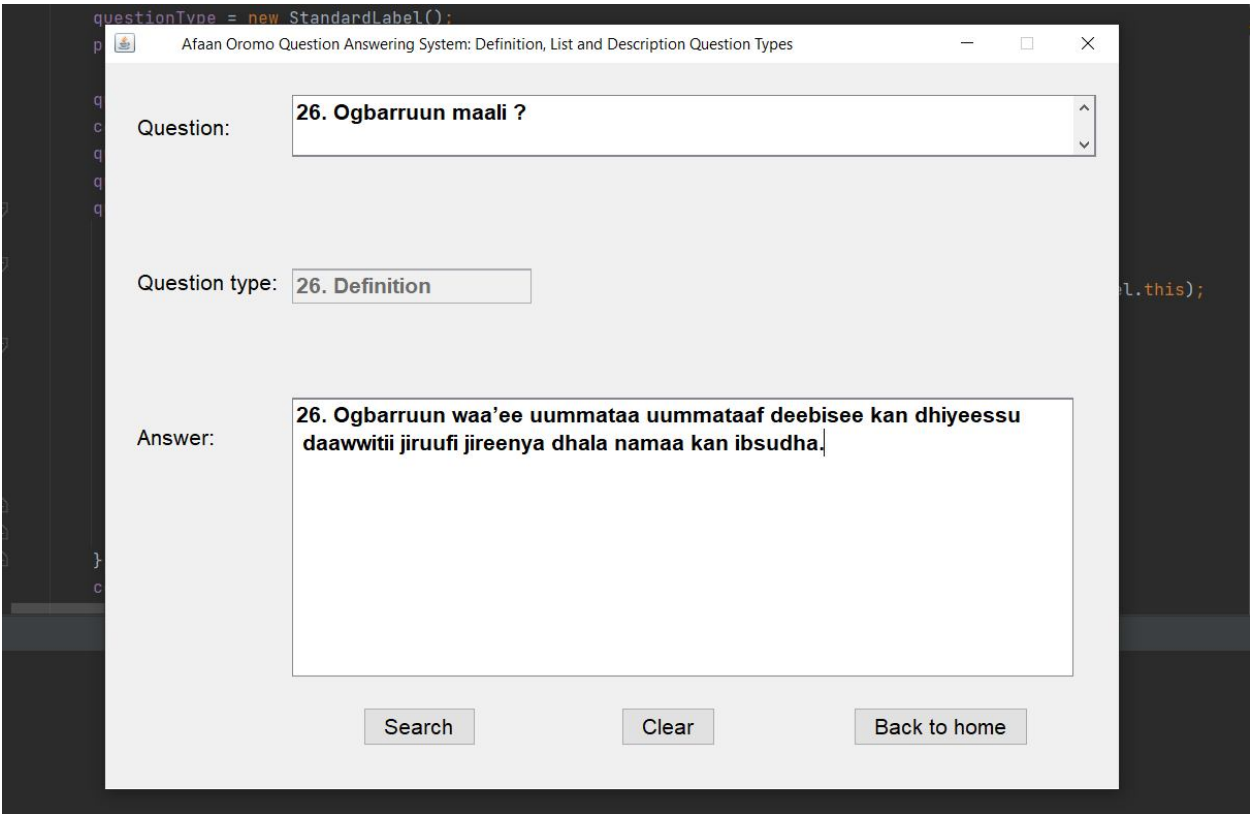 questionType = new StandardLabel();
Afaan Oromo Question Answering System: Definition, List and Description Question Types
Question:
26. Ogbarruun maali ?
Question type:
26. Definition
l.this);
Answer:
26. Ogbarruun waa’ee uummataa uummataaf deebisee kan dhiyeessu
daawwitii jiruufi jireenya dhala namaa kan ibsudha.
}
Search
Clear
Back to home